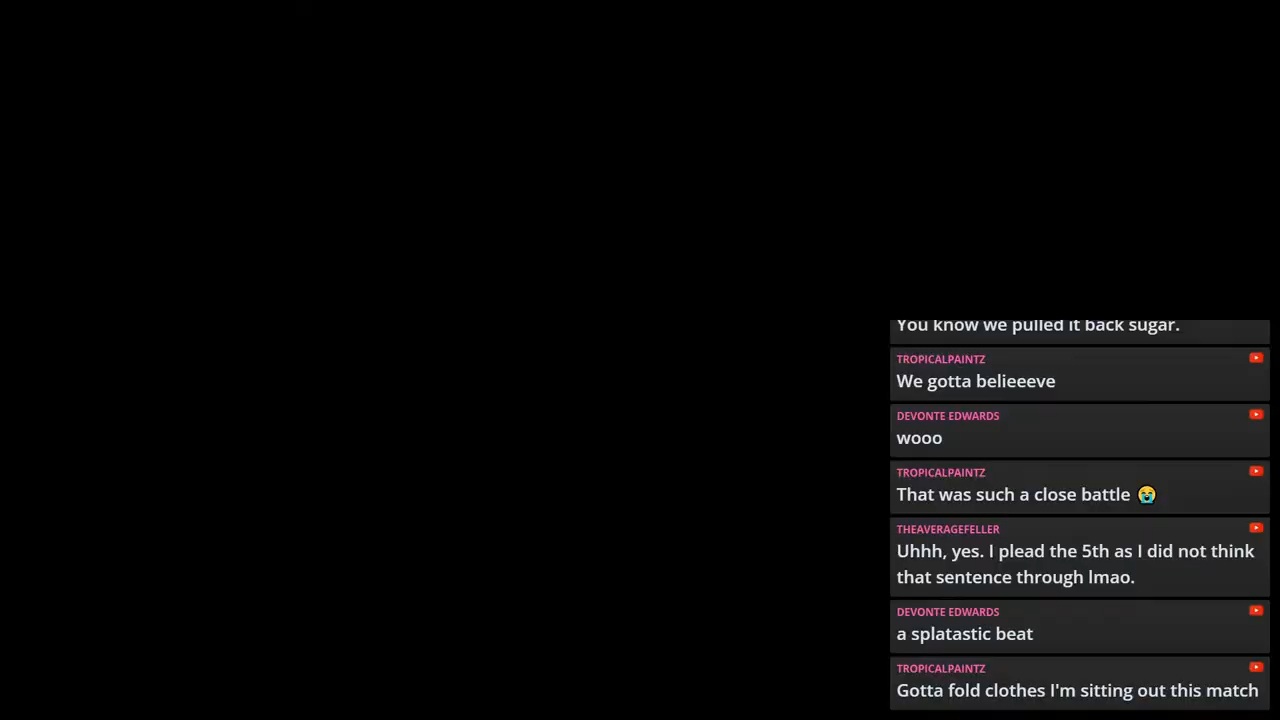 You know we pulled it back sugar.
TROPICALPAINTZ
We gotta belieeeve
DEVONTE EDWARDS
wooo
TROPICALPAINTZ
That was such a close battle 😭
THEAVERAGEFELLER
Uhhh, yes. I plead the 5th as I did not think
that sentence through lmao.
DEVONTE EDWARDS
a splatastic beat
TROPICALPAINTZ
Gotta fold clothes I'm sitting out this match